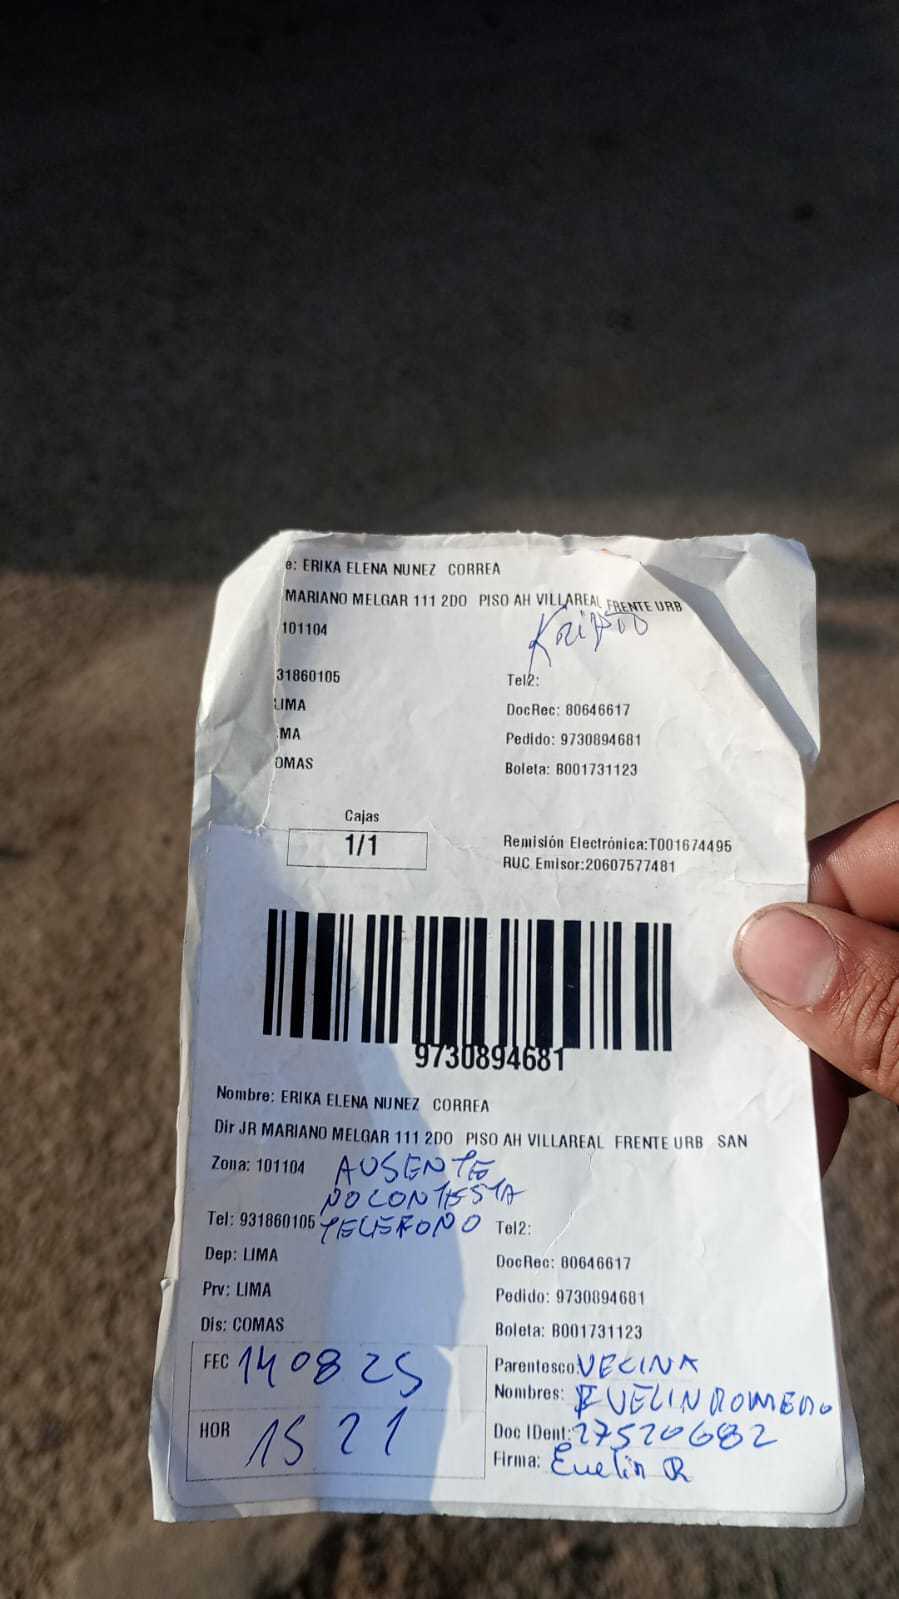 e: ERIKA ELENA NUNEZ CORREA
MARIANO MELGAR 111 2DO PISO AH VILLAREAL FRENTE URB
101104
31860105 Tel2:
LIMA DocRec: 80646617
MA Pedido: 9730894681
OMAS Boleta: B001731123
Cajas
1/1
Remisión Electrónica:T001674495
RUC Emisor:20607577481
9730894681
Nombre: ERIKA ELENA NUNEZ CORREA
Dir JR MARIANO MELGAR 111 2DO PISO AH VILLAREAL FRENTE URB SAN
Zona: 101104 AUSENTE
NO CONTESTA
Tel: 931860105 TELEFONO Tel2:
Dep: LIMA DocRec: 80646617
Prv: LIMA Pedido: 9730894681
Dis: COMAS Boleta: B001731123
FEC 14 08 25 Parentesco VECINA
Nombres: EVELIN ROMERO
HOR 15 21 Doc IDent: 27520682
Firma: Evelin R